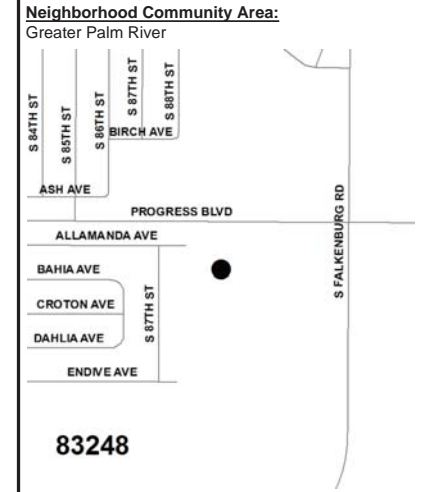 Neighborhood Community Area:
Greater Palm River
S 84TH ST
S 85TH ST
S 86TH ST
S 87TH ST
S 88TH ST
BIRCH AVE
ASH AVE
PROGRESS BLVD
S FALKENBURG RD
ALLAMANDA AVE
BAHIA AVE
CROTON AVE
S 87TH ST
DAHLIA AVE
ENDIVE AVE
83248